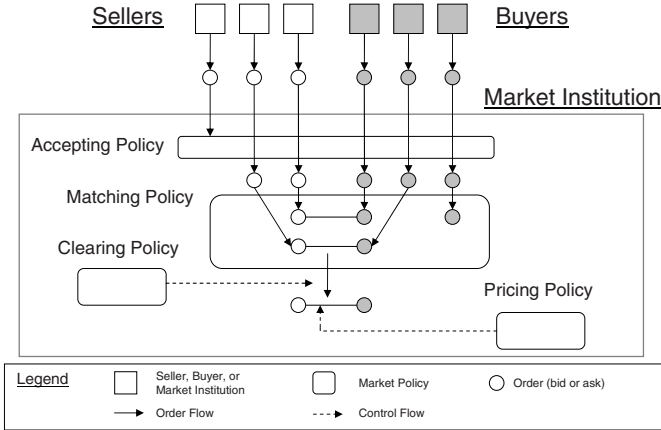 Sellers
Buyers
Market Institution
Accepting Policy
Matching Policy
Clearing Policy
Pricing Policy
Legend
Seller, Buyer, or
Market Institution
Market Policy
Order (bid or ask)
Order Flow
Control Flow